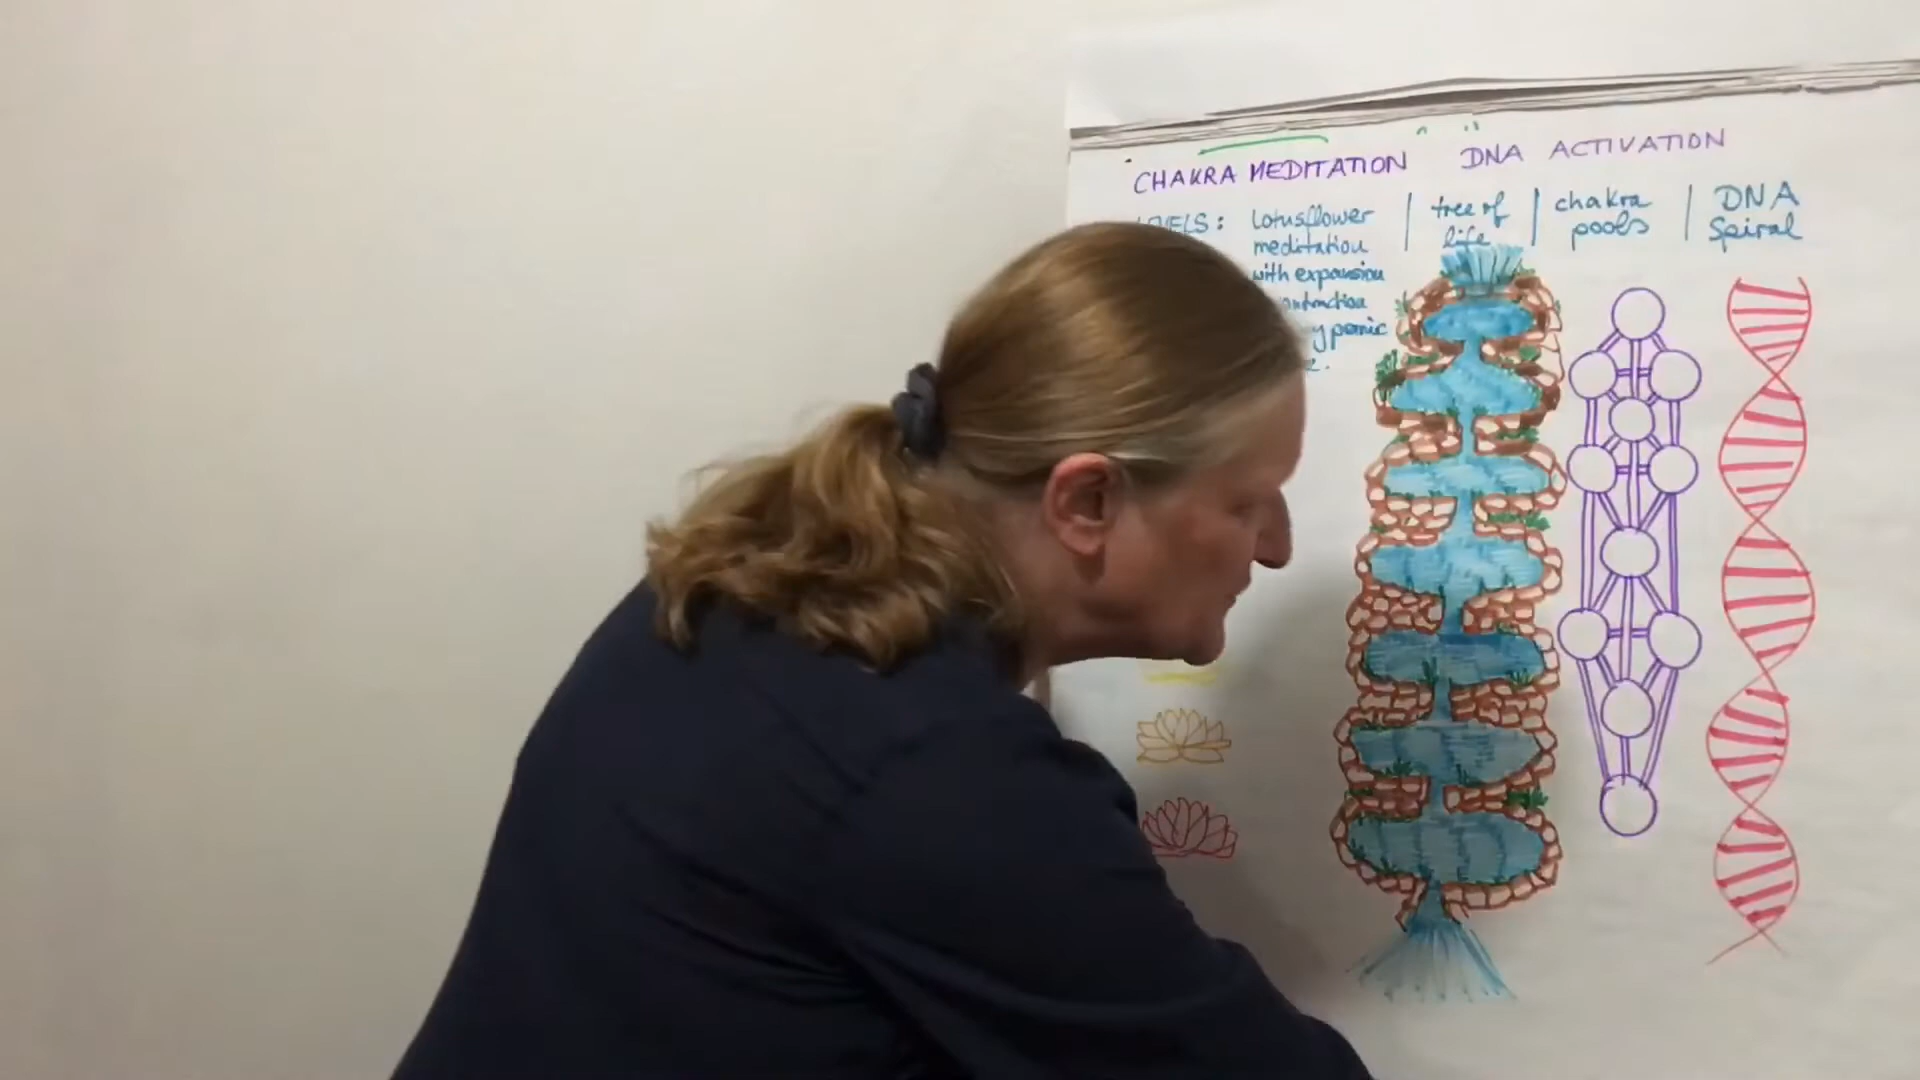 CHAKRA MEDITATION DNA ACTIVATION
Lotusflower
meditation
with expansion
tree of
life
chakra
pools
DNA
Spiral